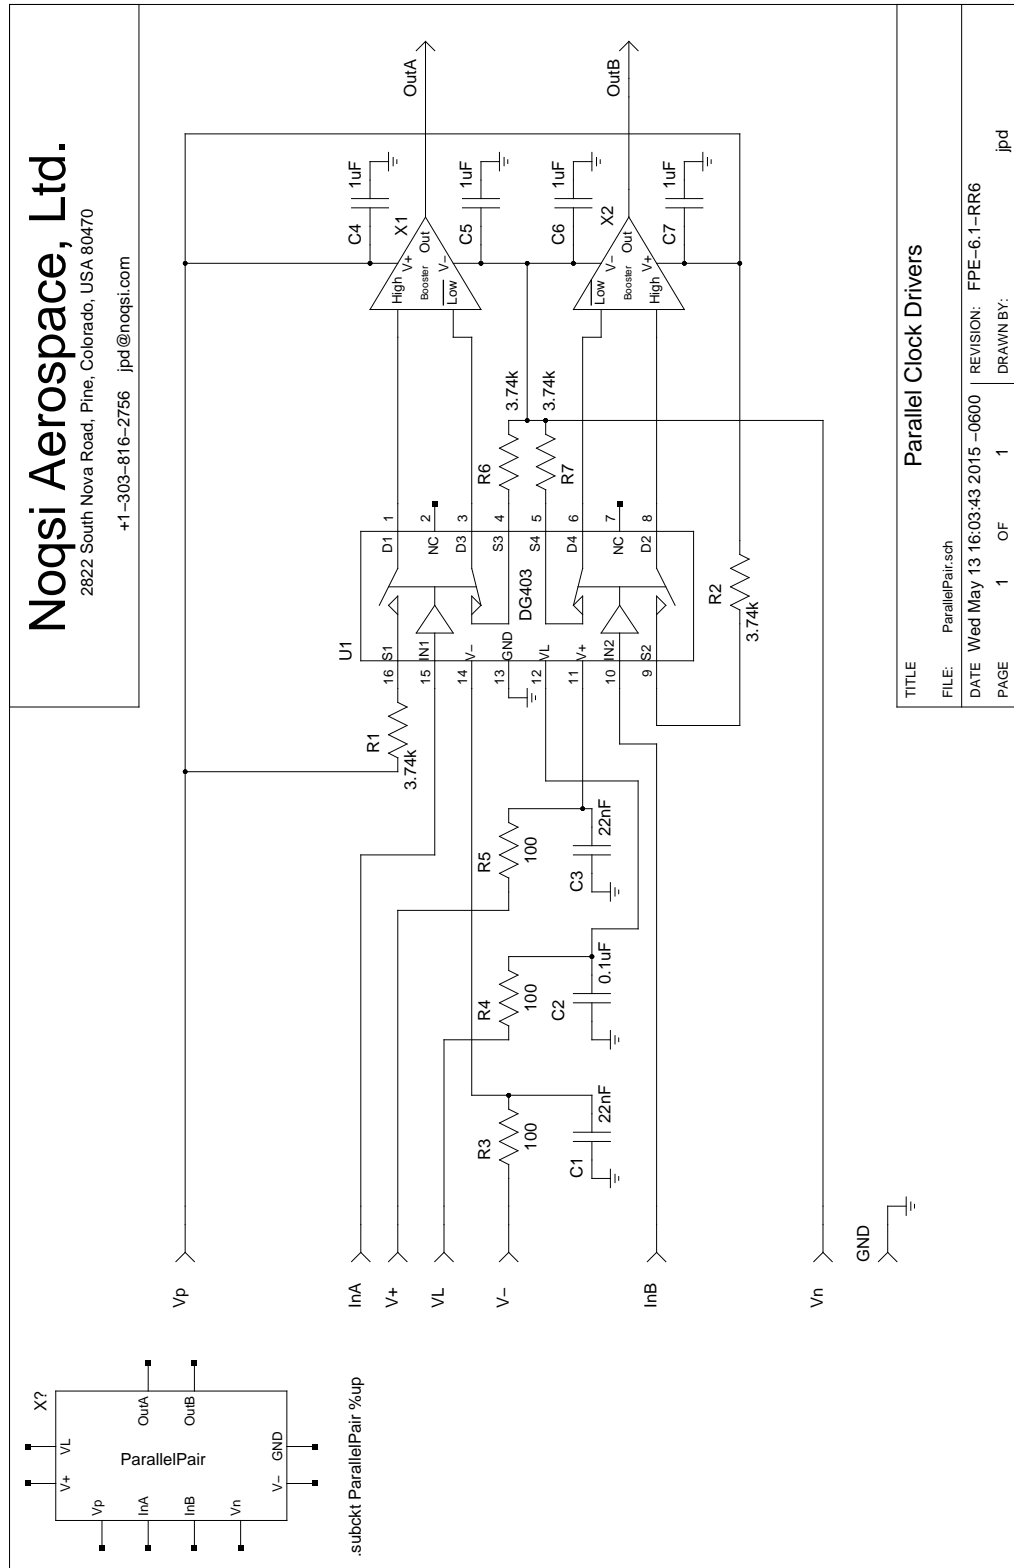 Noqsi Aerospace, Ltd.
2822 South Nova Road, Pine, Colorado, USA 80470
+1−303−816−2756 jpd@noqsi.com
X?
V+
VL
Vp
InA
InB
Vn
OutA
OutB
ParallelPair
V−
GND
.subckt ParallelPair %up
Vp
InA
V+
VL
V−
InB
Vn
GND
R3
100
C1
22nF
R4
100
C2
0.1uF
R5
100
C3
22nF
R1
3.74k
U1
DG403
16 S1
15 IN1
14 V−
13 GND
12 VL
11 V+
10 IN2
9 S2
D1 1
NC 2
D3 3
S3 4
S4 5
D4 6
NC 7
D2 8
R2
3.74k
R6
3.74k
R7
3.74k
X1
High
V+
Booster
Out
Low
V−
C4
1uF
C5
1uF
OutA
X2
Low
V−
Booster
Out
High
V+
C6
1uF
C7
1uF
OutB
TITLE
Parallel Clock Drivers
FILE: ParallelPair.sch
DATE Wed May 13 16:03:43 2015 −0600
REVISION: FPE−6.1−RR6
PAGE 1 OF 1
DRAWN BY: jpd